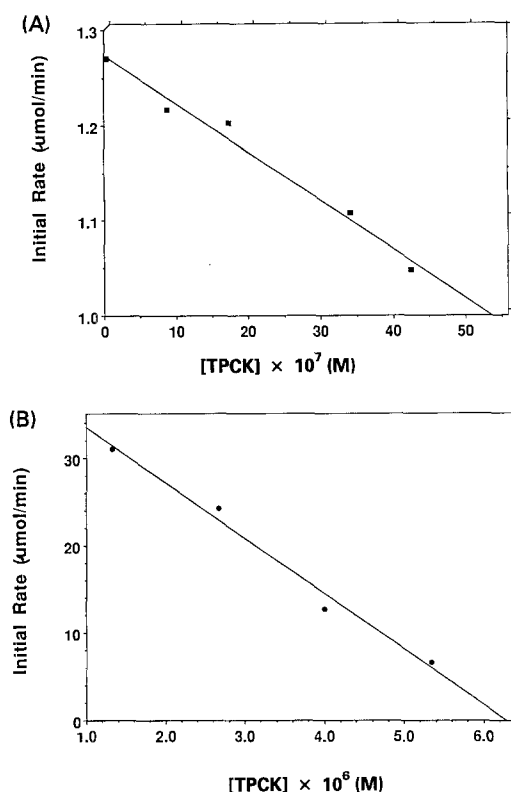 (A)
1.3
1.2
1.1
1.0
Initial Rate (μmol/min)
0 10 20 30 40 50
[TPCK] × 10⁷ (M)
(B)
30
20
10
0
Initial Rate (μmol/min)
1.0 2.0 3.0 4.0 5.0 6.0
[TPCK] × 10⁶ (M)